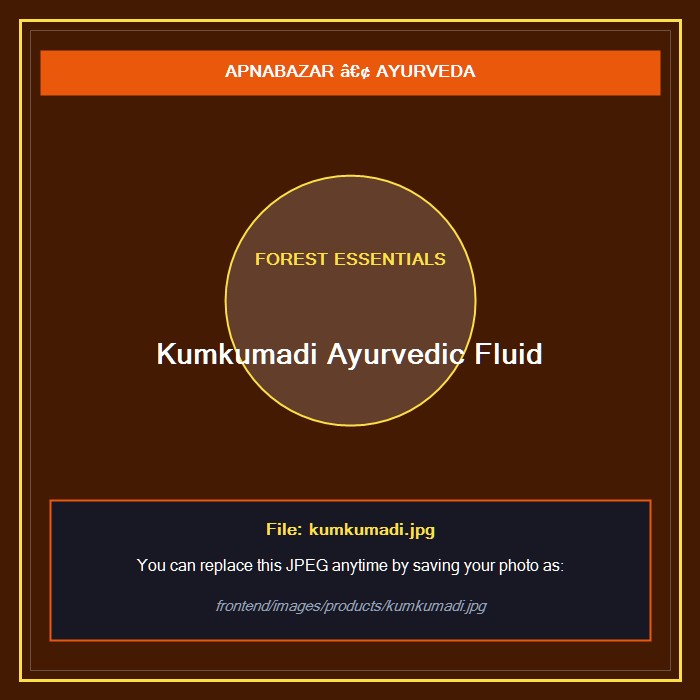 APNABAZAR â€¢ AYURVEDA
FOREST ESSENTIALS
Kumkumadi Ayurvedic Fluid
File: kumkumadi.jpg
You can replace this JPEG anytime by saving your photo as:
frontend/images/products/kumkumadi.jpg